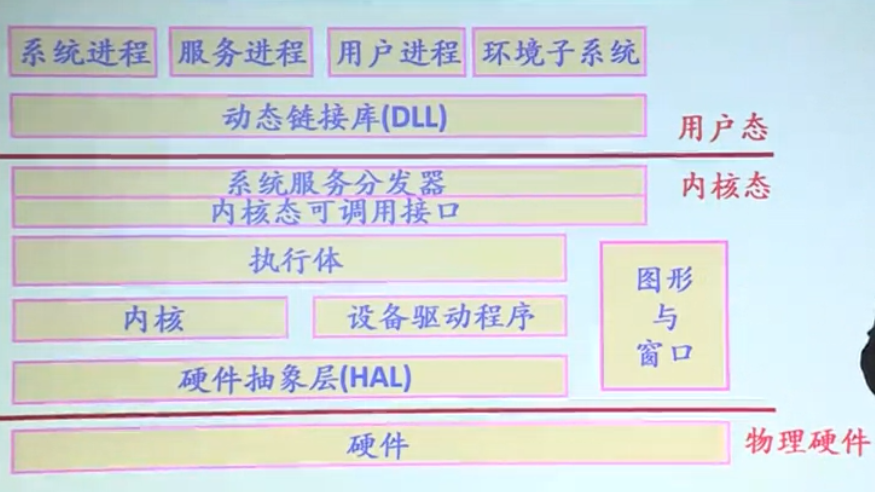 系统进程 服务进程 用户进程 环境子系统
动态链接库(DLL)
用户态
系统服务分发器
内核态
内核态可调用接口
执行体
图形
与
窗口
内核 设备驱动程序
硬件抽象层(HAL)
硬件
物理硬件